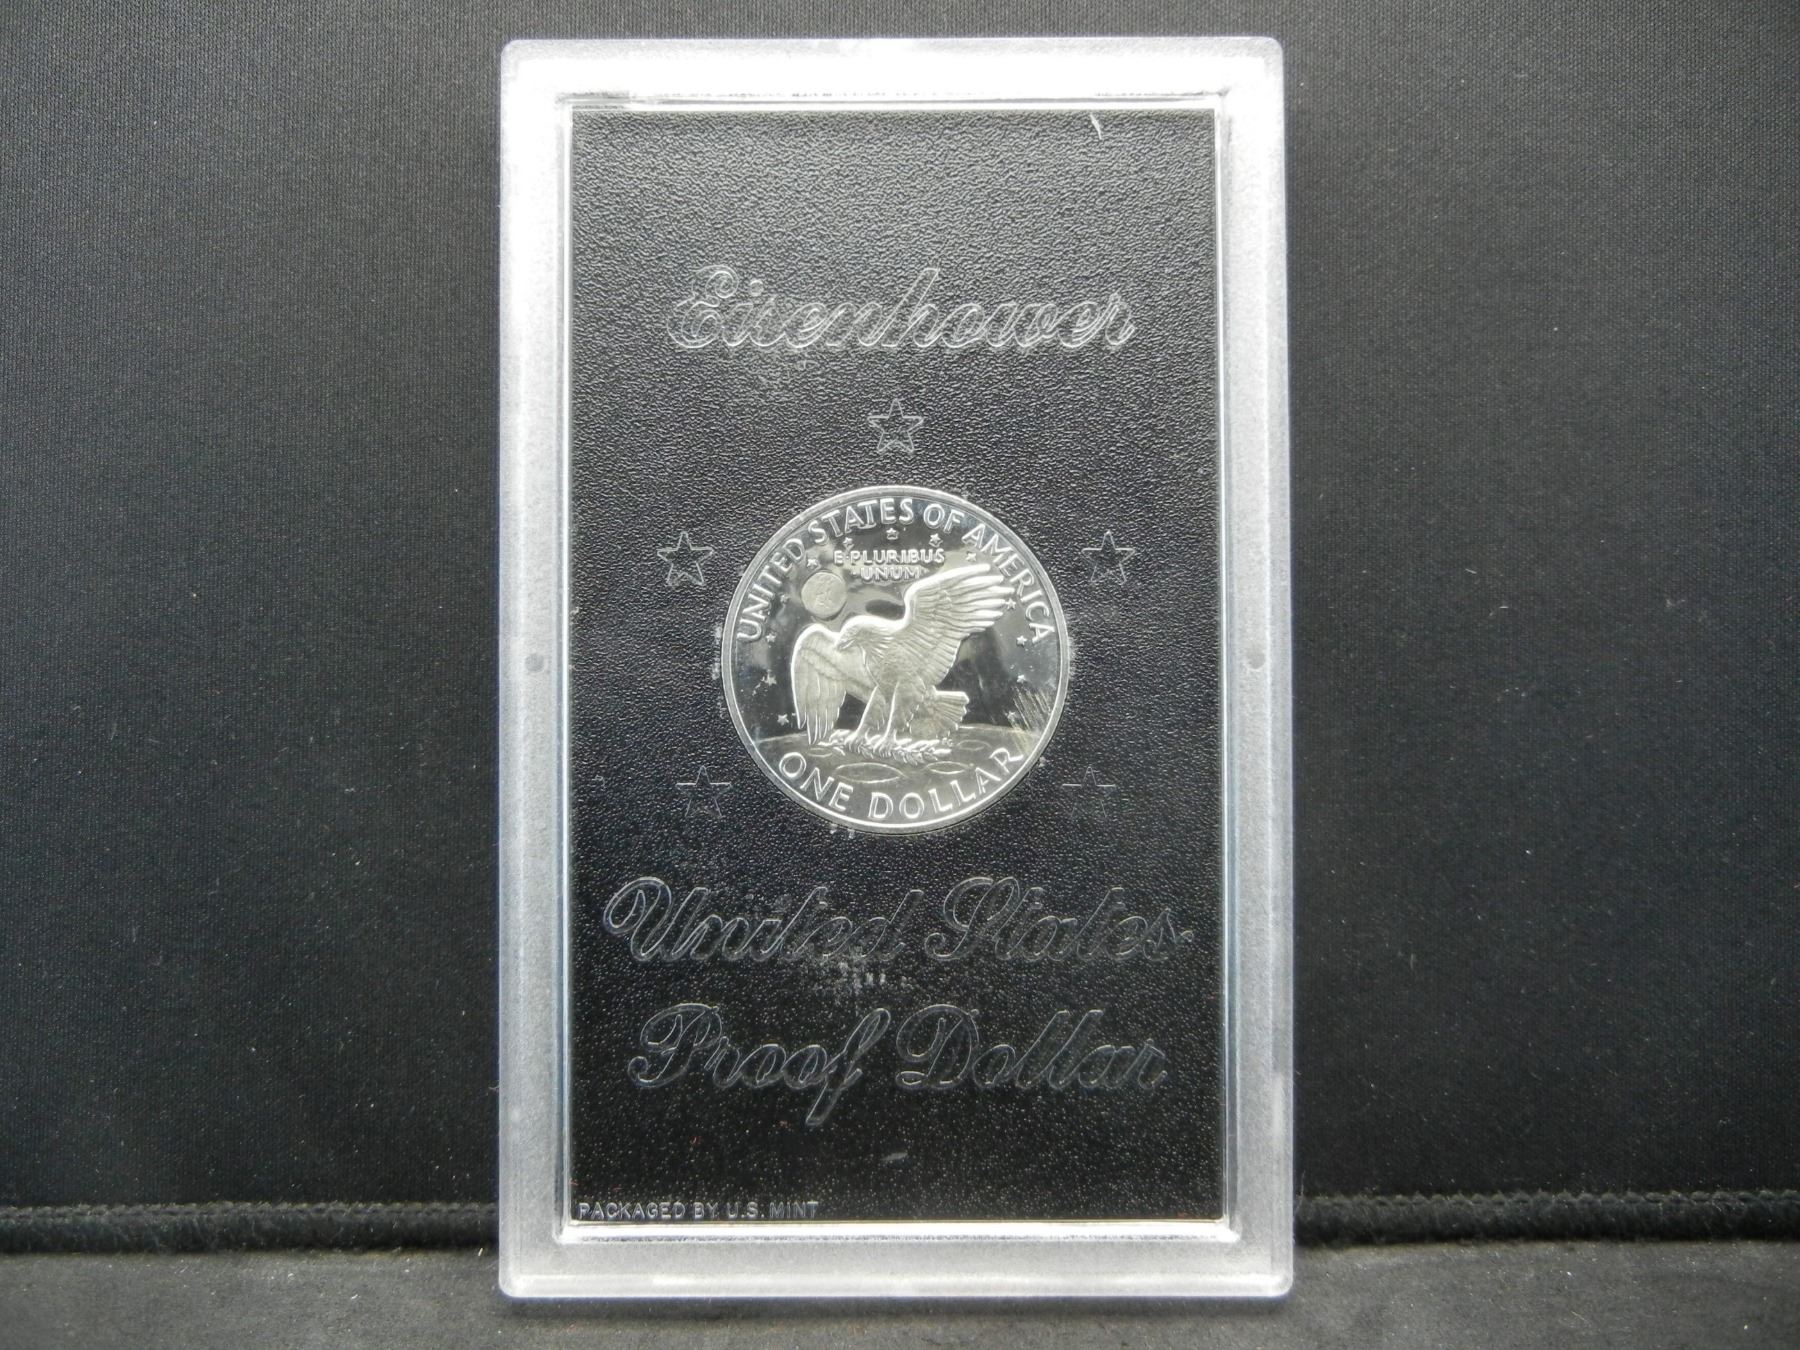 Eisenhower
UNITED STATES OF AMERICA
E·PLURIBUS
UNUM
ONE DOLLAR
United States
Proof Dollar
PACKAGED BY U.S. MINT